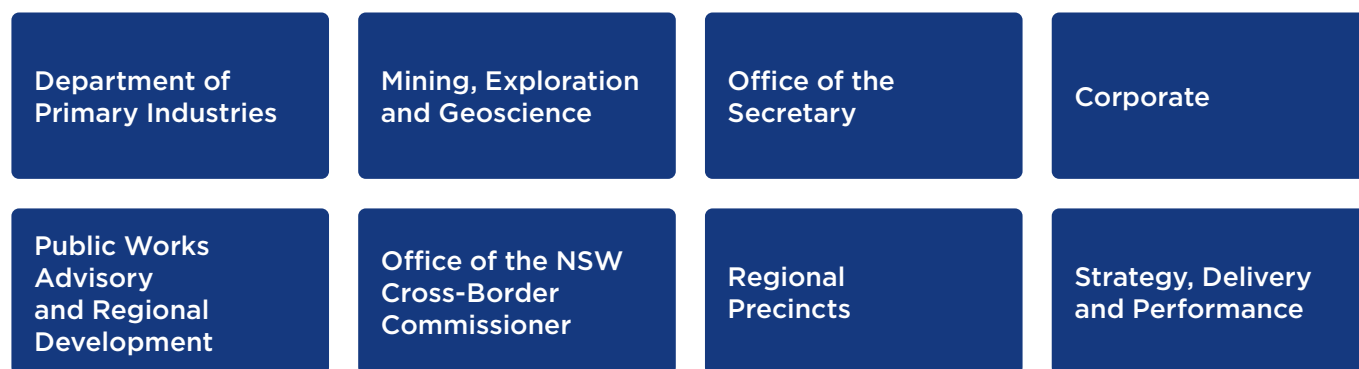 Department of
Primary Industries
Mining, Exploration
and Geoscience
Office of the
Secretary
Corporate
Public Works
Advisory
and Regional
Development
Office of the NSW
Cross-Border
Commissioner
Regional
Precincts
Strategy, Delivery
and Performance